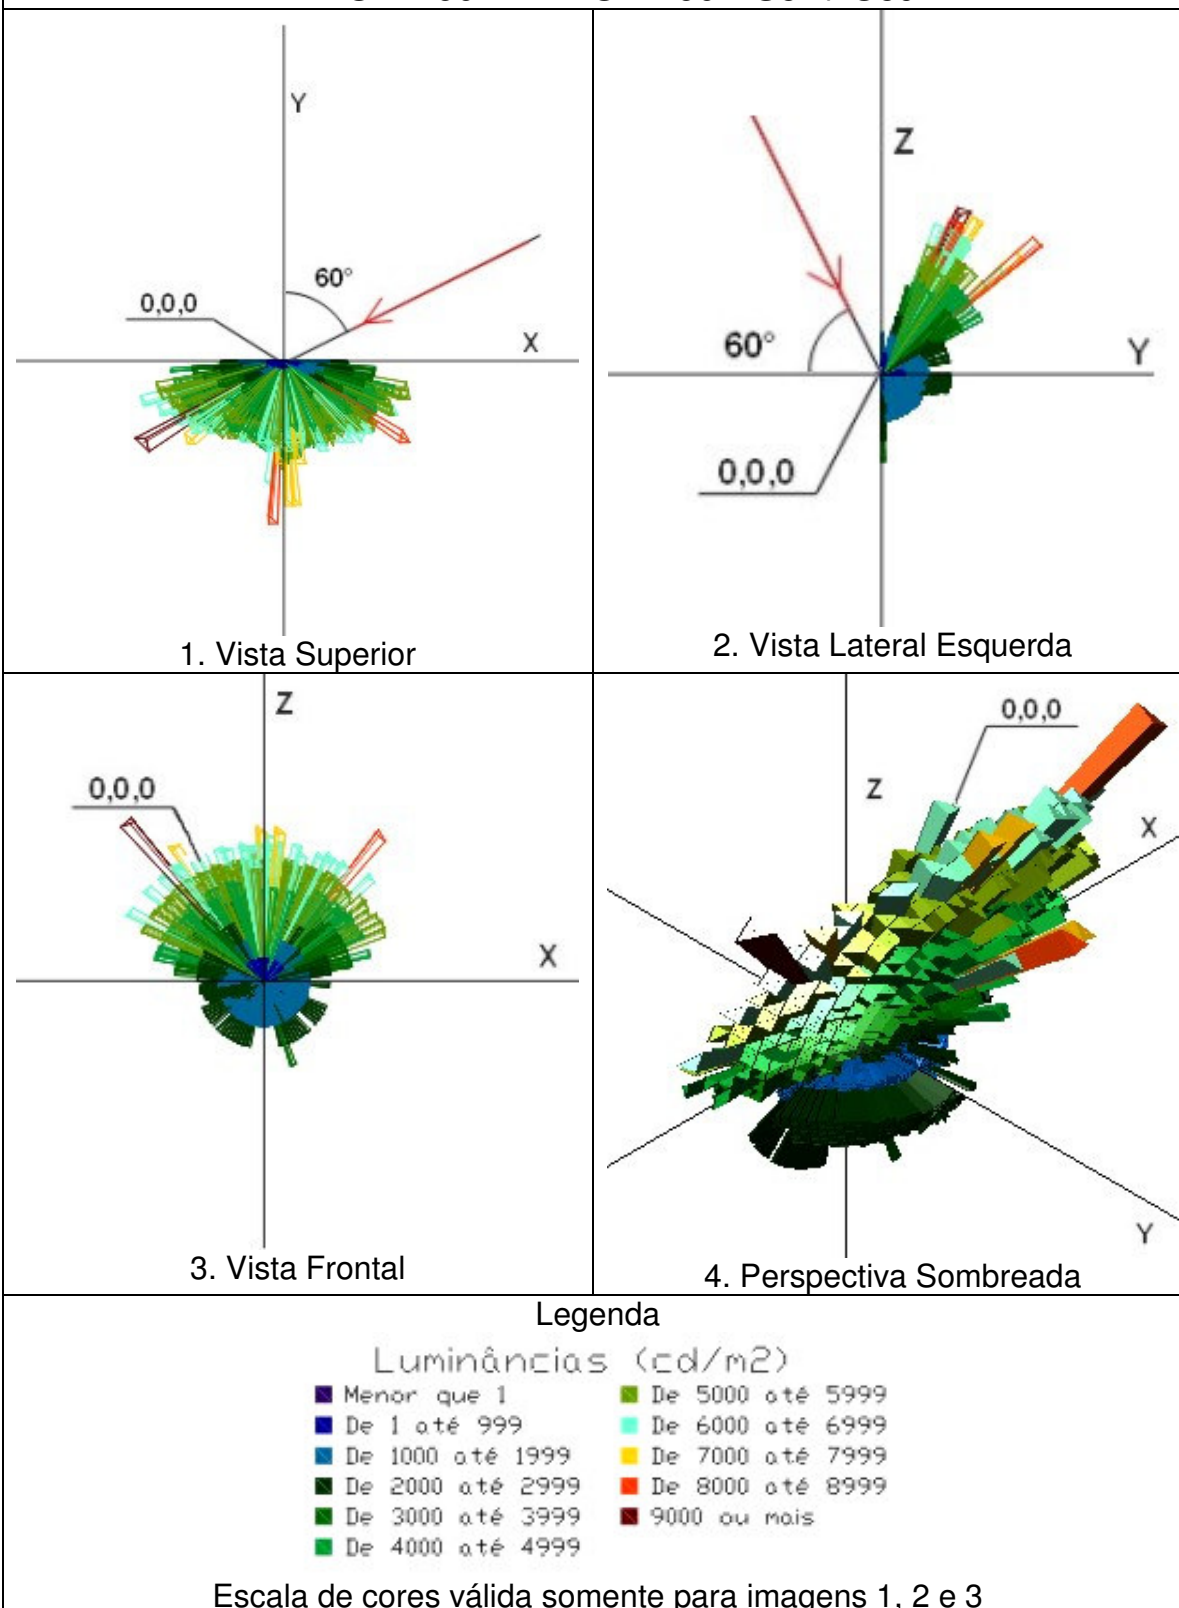 Y
60°
0,0,0
X
1. Vista Superior
Z
60°
Y
0,0,0
2. Vista Lateral Esquerda
Z
0,0,0
X
3. Vista Frontal
0,0,0
Z
X
Y
4. Perspectiva Sombreada
Legenda
Luminâncias (cd/m2)
Menor que 1
De 1 até 999
De 1000 até 1999
De 2000 até 2999
De 3000 até 3999
De 4000 até 4999
De 5000 até 5999
De 6000 até 6999
De 7000 até 7999
De 8000 até 8999
9000 ou mais
Escala de cores válida somente para imagens 1, 2 e 3